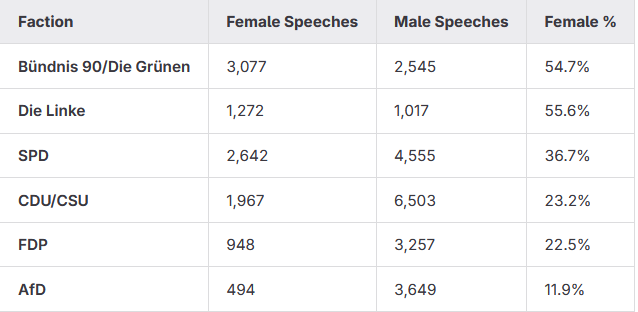 Faction Female Speeches Male Speeches Female %
Bündnis 90/Die Grünen 3,077 2,545 54.7%
Die Linke 1,272 1,017 55.6%
SPD 2,642 4,555 36.7%
CDU/CSU 1,967 6,503 23.2%
FDP 948 3,257 22.5%
AfD 494 3,649 11.9%